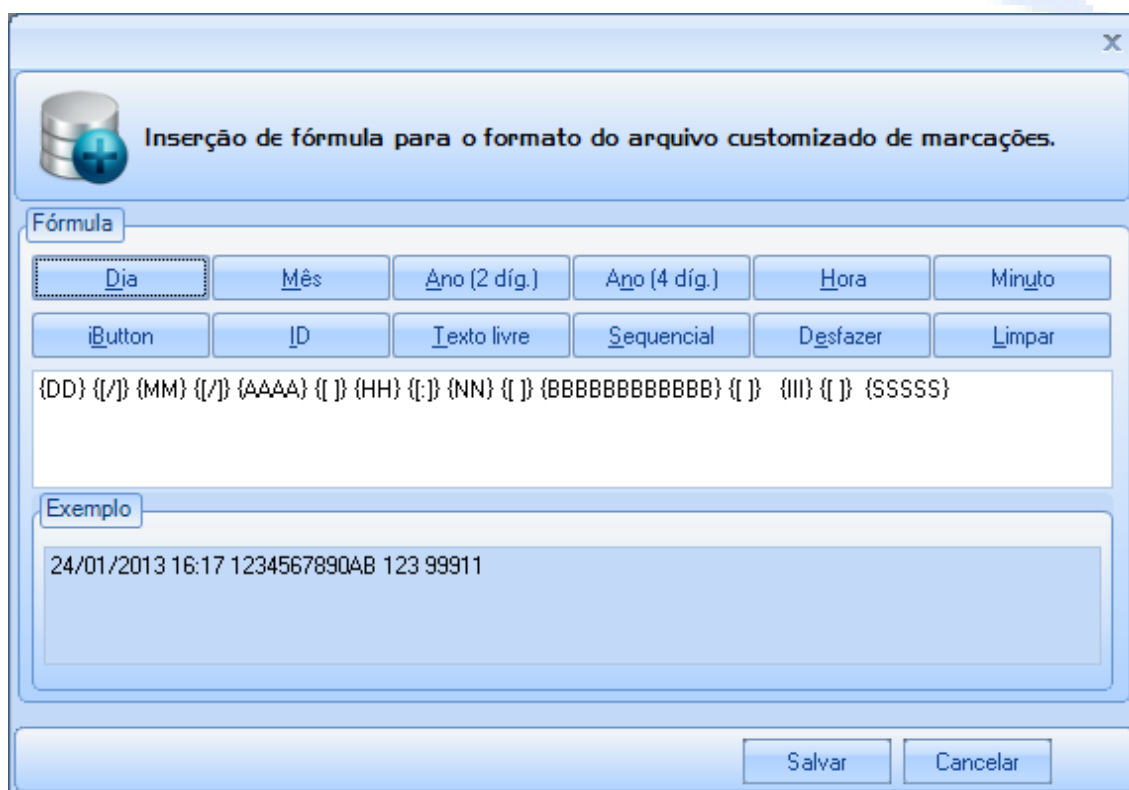 x
Inserção de fórmula para o formato do arquivo customizado de marcações.
Fórmula
Dia Mês Ano (2 díg.) Ano (4 díg.) Hora Minuto
iButton ID Texto livre Sequencial Desfazer Limpar
{DD} {[/]} {MM} {[/]} {AAAA} {[ ]} {HH} {[:]} {NN} {[ ]} {BBBBBBBBBBBB} {[ ]}   {III} {[ ]}  {SSSSS}
Exemplo
24/01/2013 16:17 1234567890AB 123 99911
Salvar Cancelar